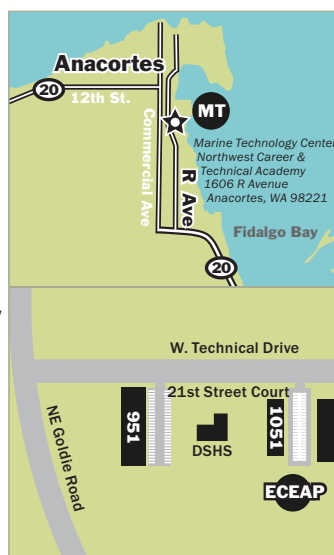 Anacortes
20
12th St.
MT
Commercial Ave
R Ave
Marine Technology Center
Northwest Career &
Technical Academy
1606 R Avenue
Anacortes, WA 98221
Fidalgo Bay
20
W. Technical Drive
21st Street Court
NE Goldie Road
951
DSHS
1051
ECEAP